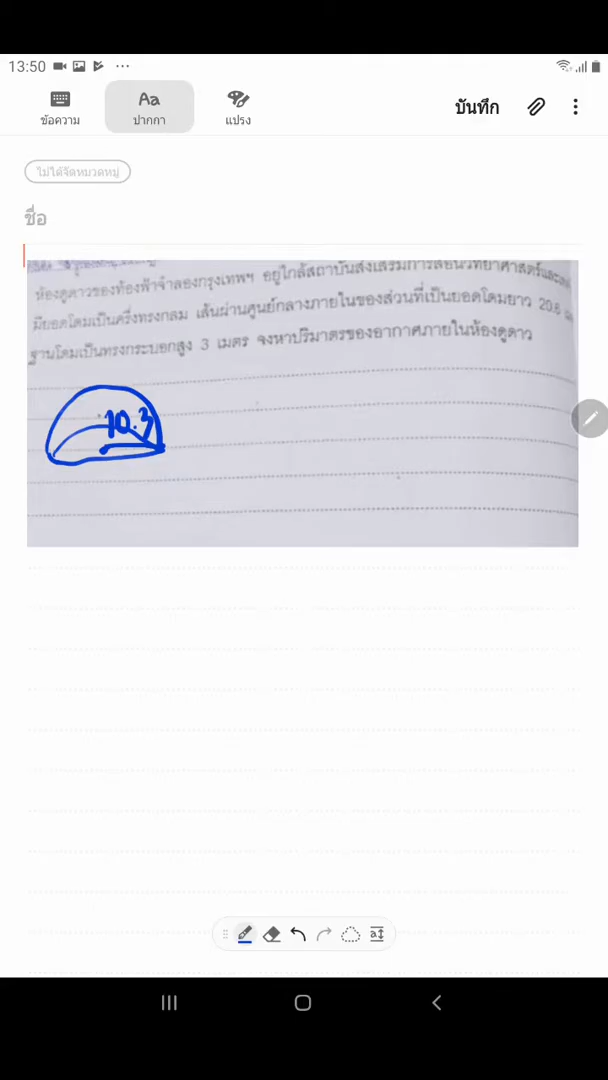 13:50
ข้อความ
Aa
ปากกา
แปรง
บันทึก
ไม่ได้จัดหมวดหมู่
ชื่อ
ห้องดูดาวของท้องฟ้าจำลองกรุงเทพฯ อยู่ใกล้สถาบันส่งเสริมการสอนวิทยาศาสตร์และ
มียอดโดมเป็นครึ่งทรงกลม เส้นผ่านศูนย์กลางภายในของส่วนที่เป็นยอดโดมยาว 20.6
ฐานโดมเป็นทรงกระบอกสูง 3 เมตร จงหาปริมาตรของอากาศภายในห้องดูดาว
10.3